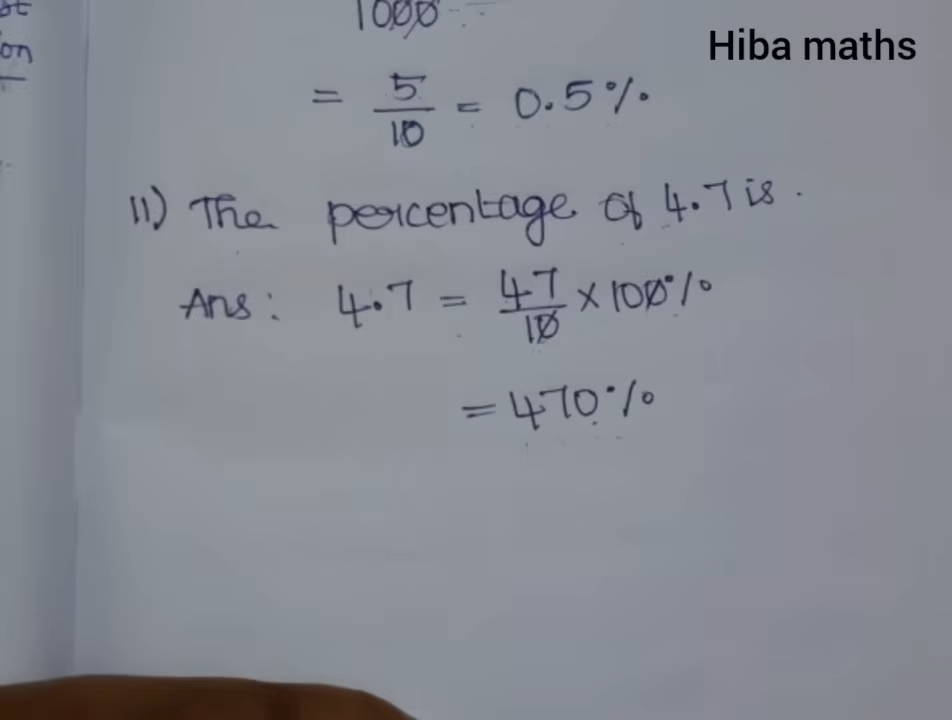 1000
Hiba maths
= 5/10 = 0.5%
11) The percentage of 4.7 is.
Ans: 4.7 = 47/10 × 100%
= 470%